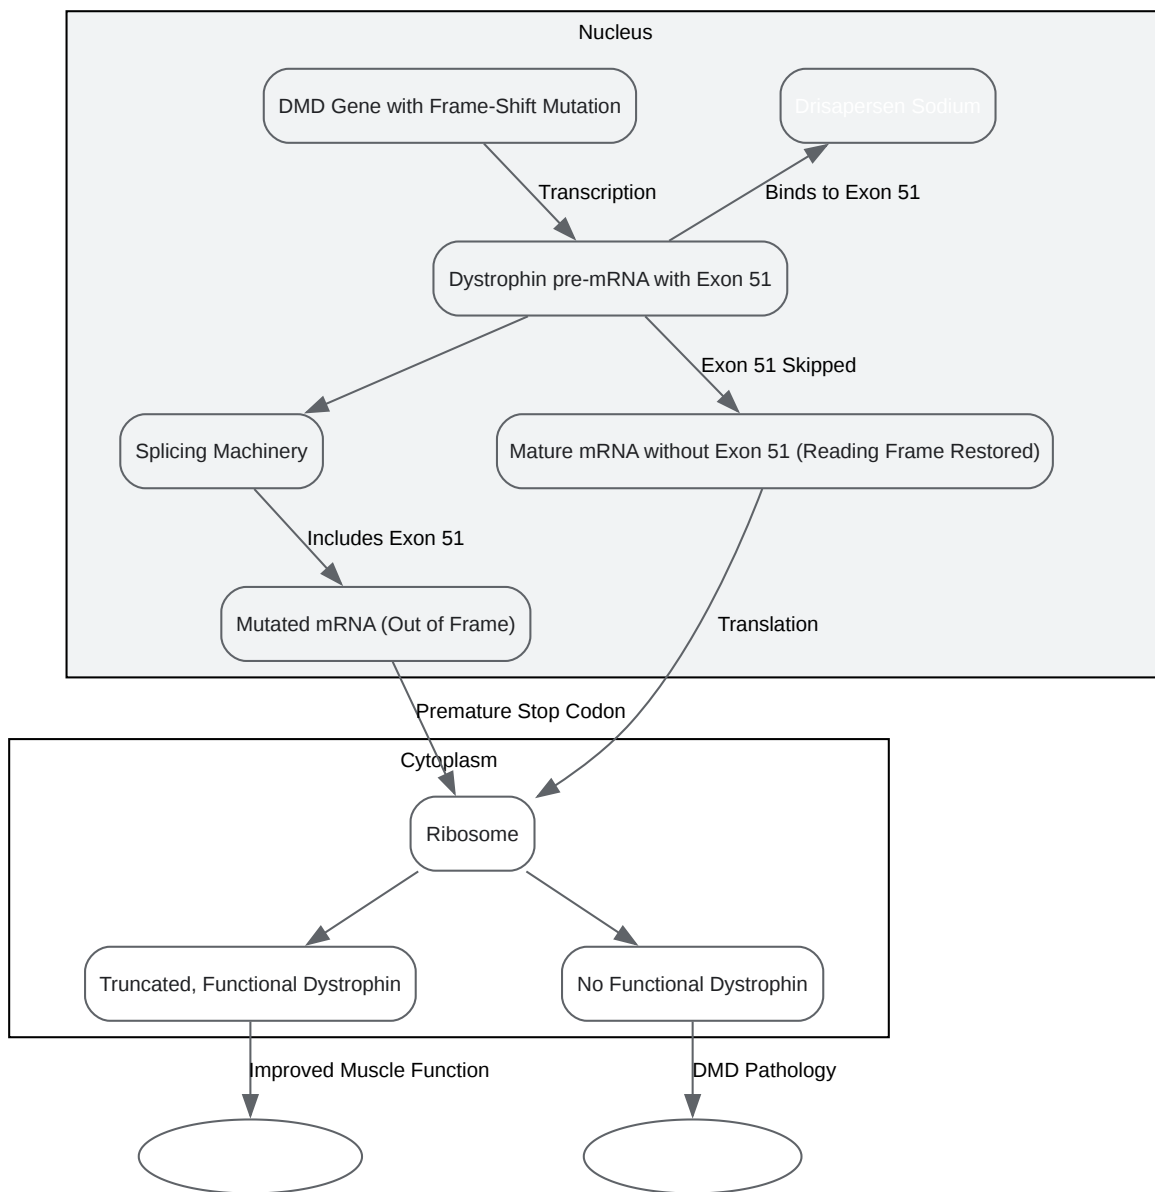 Nucleus
DMD Gene with Frame-Shift Mutation
Drisapersen Sodium
Transcription
Binds to Exon 51
Dystrophin pre-mRNA with Exon 51
Exon 51 Skipped
Splicing Machinery
Mature mRNA without Exon 51 (Reading Frame Restored)
Includes Exon 51
Mutated mRNA (Out of Frame)
Translation
Premature Stop Codon
Cytoplasm
Ribosome
Truncated, Functional Dystrophin
No Functional Dystrophin
Improved Muscle Function
DMD Pathology